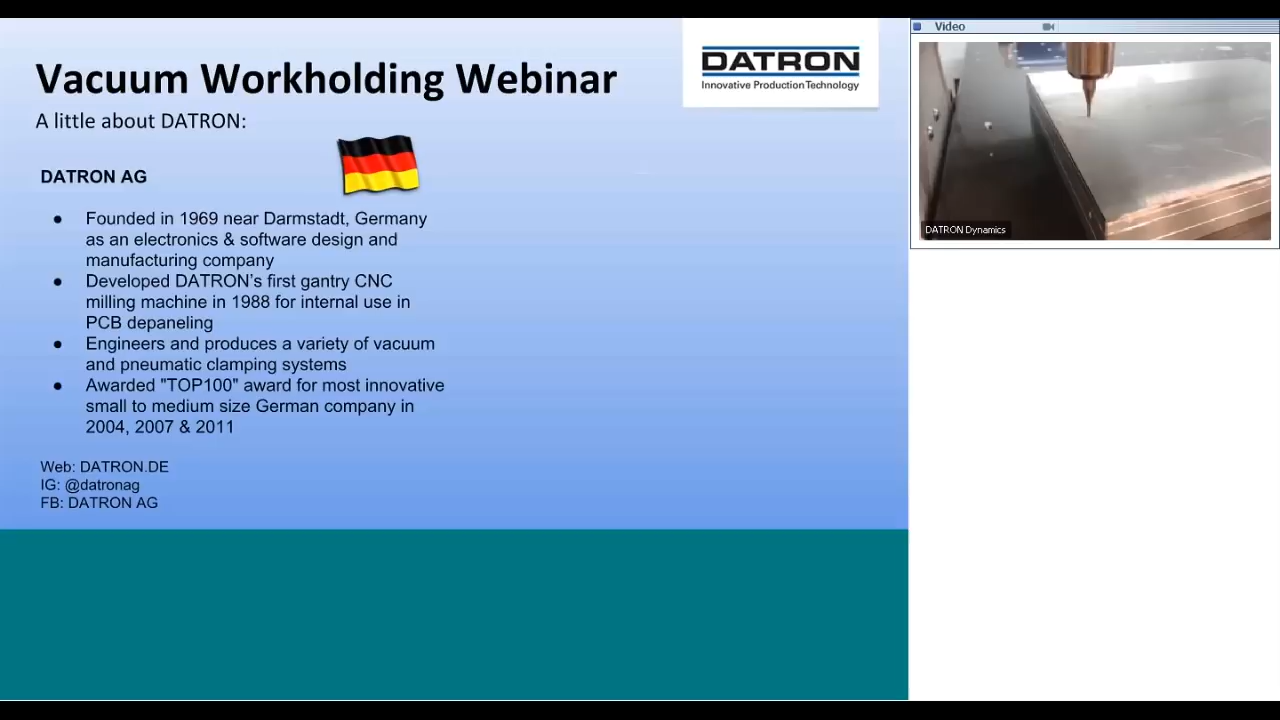 Vacuum Workholding Webinar
DATRON
Innovative Production Technology
A little about DATRON:
DATRON AG
● Founded in 1969 near Darmstadt, Germany
as an electronics & software design and
manufacturing company
● Developed DATRON's first gantry CNC
milling machine in 1988 for internal use in
PCB depaneling
● Engineers and produces a variety of vacuum
and pneumatic clamping systems
● Awarded "TOP100" award for most innovative
small to medium size German company in
2004, 2007 & 2011
Web: DATRON.DE
IG: @datronag
FB: DATRON AG
Video
DATRON Dynamics